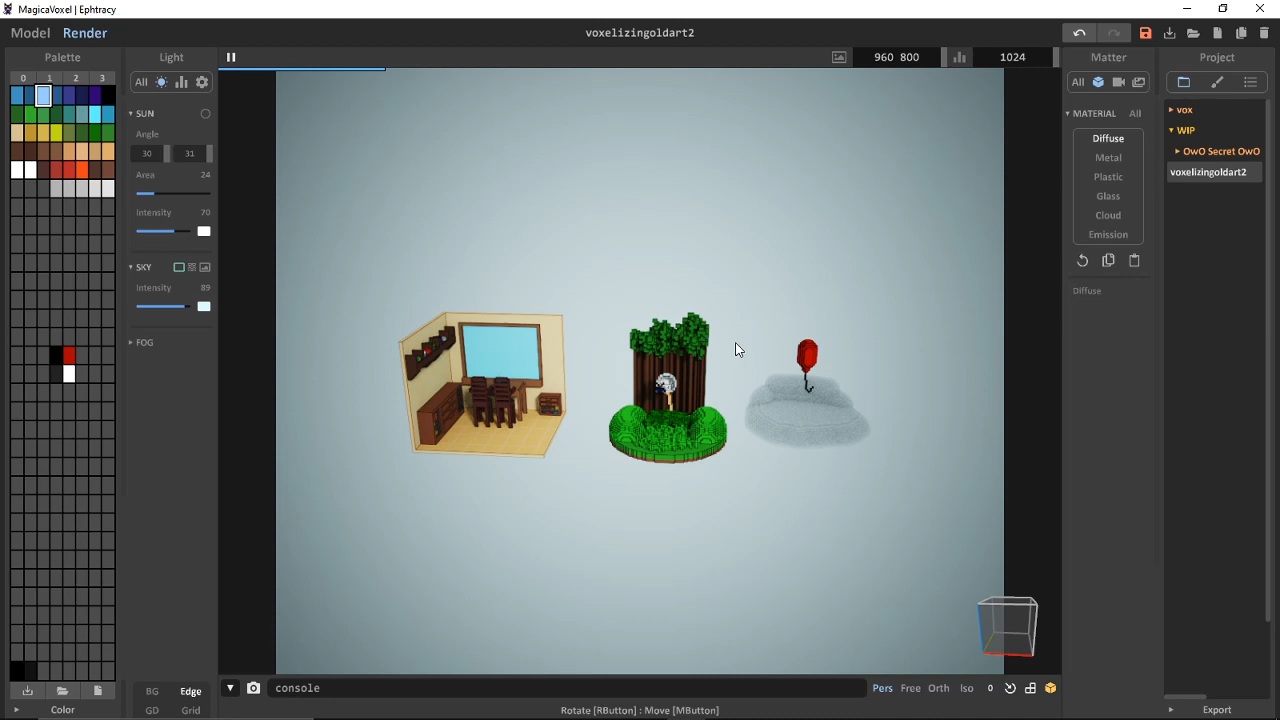 MagicaVoxel | Ephtracy
Model Render
voxelizingoldart2
Palette
Light
960 800
1024
Matter
Project
0 1 2 3
All
All
SUN
Angle
30 31
Area 24
Intensity 70
SKY
Intensity 89
FOG
MATERIAL All
Diffuse
Metal
Plastic
Glass
Cloud
Emission
Diffuse
vox
WIP
OwO Secret OwO
voxelizingoldart2
BG Edge
GD Grid
Color
console
Pers Free Orth Iso 0
Rotate [RButton] : Move [MButton]
Export